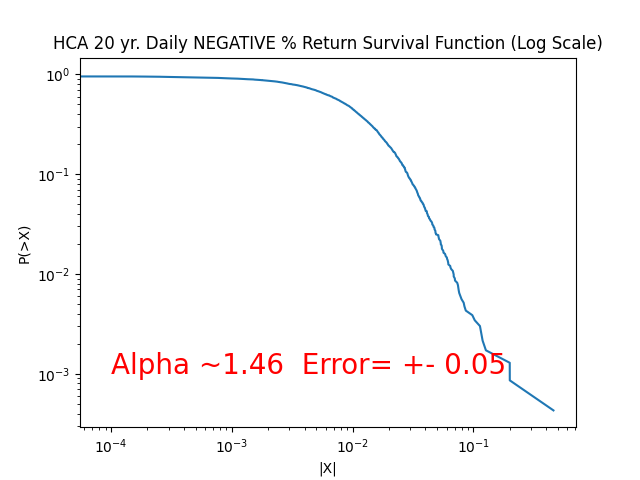 HCA 20 yr. Daily NEGATIVE % Return Survival Function (Log Scale)
P(>X)
10⁰
10⁻¹
10⁻²
10⁻³
Alpha ~1.46  Error= +- 0.05
10⁻⁴
10⁻³
10⁻²
10⁻¹
|X|